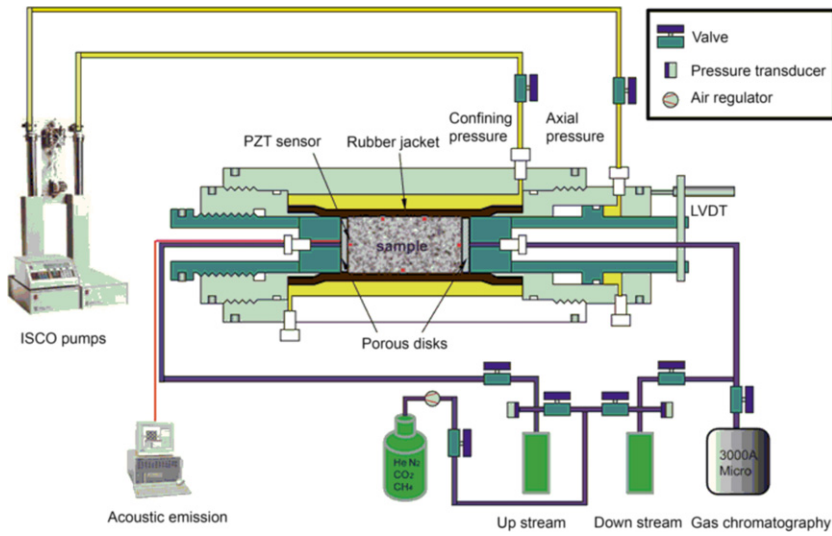 Valve
Pressure transducer
Air regulator
Confining
pressure
Axial
pressure
PZT sensor
Rubber jacket
LVDT
sample
ISCO pumps
Porous disks
He N₂
CO₂
CH₄
3000A
Micro
Acoustic emission
Up stream
Down stream
Gas chromatography